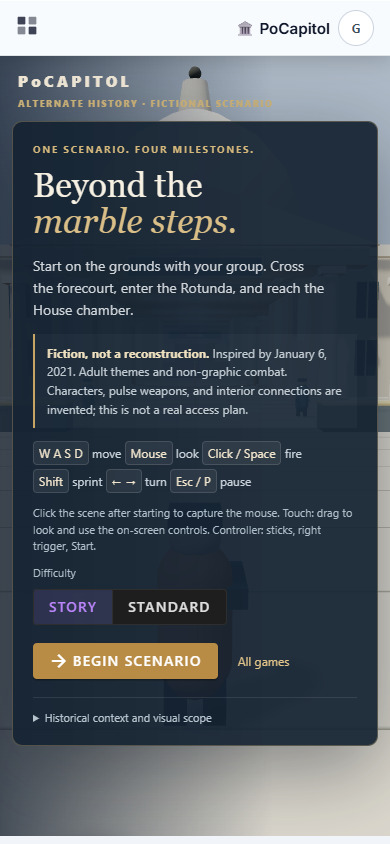 PoCapitol
G
PoCAPITOL
ALTERNATE HISTORY · FICTIONAL SCENARIO
ONE SCENARIO. FOUR MILESTONES.
Beyond the
marble steps.
Start on the grounds with your group. Cross
the forecourt, enter the Rotunda, and reach the
House chamber.
Fiction, not a reconstruction. Inspired by January 6,
2021. Adult themes and non-graphic combat.
Characters, pulse weapons, and interior connections are
invented; this is not a real access plan.
W A S D move Mouse look Click / Space fire
Shift sprint ← → turn Esc / P pause
Click the scene after starting to capture the mouse. Touch: drag to
look and use the on-screen controls. Controller: sticks, right
trigger, Start.
Difficulty
STORY STANDARD
→ BEGIN SCENARIO All games
▶ Historical context and visual scope